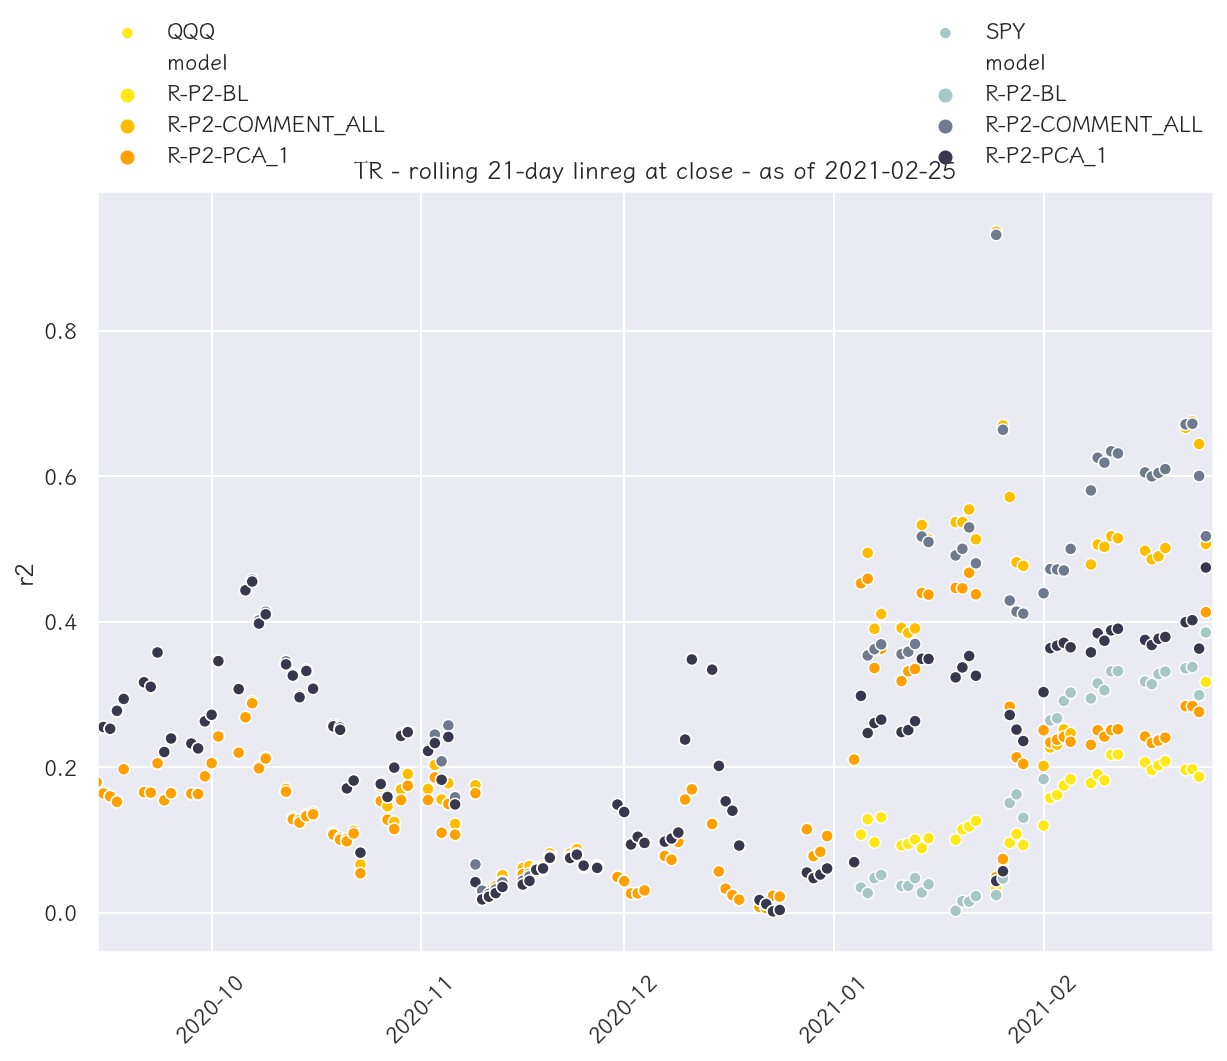 QQQ
model
R-P2-BL
R-P2-COMMENT_ALL
R-P2-PCA_1
SPY
model
R-P2-BL
R-P2-COMMENT_ALL
R-P2-PCA_1
TR - rolling 21-day linreg at close - as of 2021-02-25
r2
0.8
0.6
0.4
0.2
0.0
2020-10
2020-11
2020-12
2021-01
2021-02